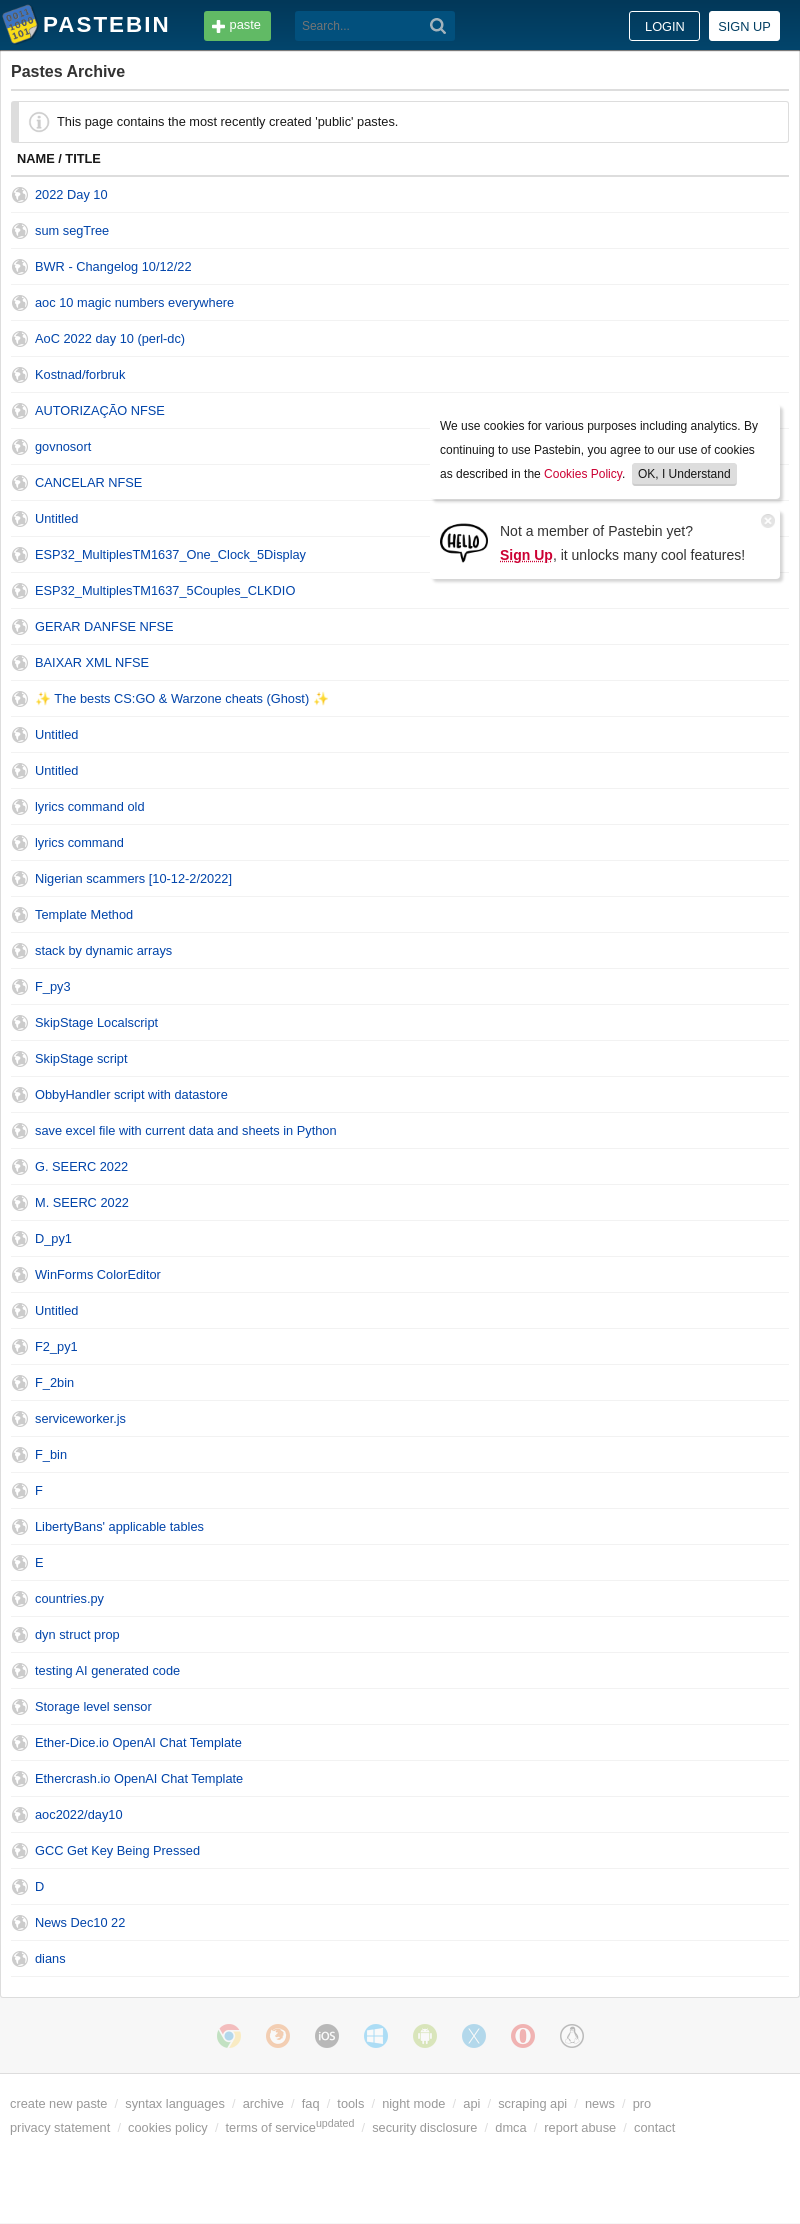 PASTEBIN
paste
Search...
LOGIN
SIGN UP
Pastes Archive
This page contains the most recently created 'public' pastes.
NAME / TITLE
2022 Day 10
sum segTree
BWR - Changelog 10/12/22
aoc 10 magic numbers everywhere
AoC 2022 day 10 (perl-dc)
Kostnad/forbruk
AUTORIZAÇÃO NFSE
govnosort
CANCELAR NFSE
Untitled
ESP32_MultiplesTM1637_One_Clock_5Display
ESP32_MultiplesTM1637_5Couples_CLKDIO
We use cookies for various purposes including analytics. By
continuing to use Pastebin, you agree to our use of cookies
as described in the Cookies Policy. OK, I Understand
HELLO
Not a member of Pastebin yet?
Sign Up, it unlocks many cool features!
GERAR DANFSE NFSE
BAIXAR XML NFSE
✨ The bests CS:GO & Warzone cheats (Ghost) ✨
Untitled
Untitled
lyrics command old
lyrics command
Nigerian scammers [10-12-2/2022]
Template Method
stack by dynamic arrays
F_py3
SkipStage Localscript
SkipStage script
ObbyHandler script with datastore
save excel file with current data and sheets in Python
G. SEERC 2022
M. SEERC 2022
D_py1
WinForms ColorEditor
Untitled
F2_py1
F_2bin
serviceworker.js
F_bin
F
LibertyBans' applicable tables
E
countries.py
dyn struct prop
testing AI generated code
Storage level sensor
Ether-Dice.io OpenAI Chat Template
Ethercrash.io OpenAI Chat Template
aoc2022/day10
GCC Get Key Being Pressed
D
News Dec10 22
dians
iOS
create new paste / syntax languages / archive / faq / tools / night mode / api / scraping api / news / pro
privacy statement / cookies policy / terms of serviceupdated / security disclosure / dmca / report abuse / contact